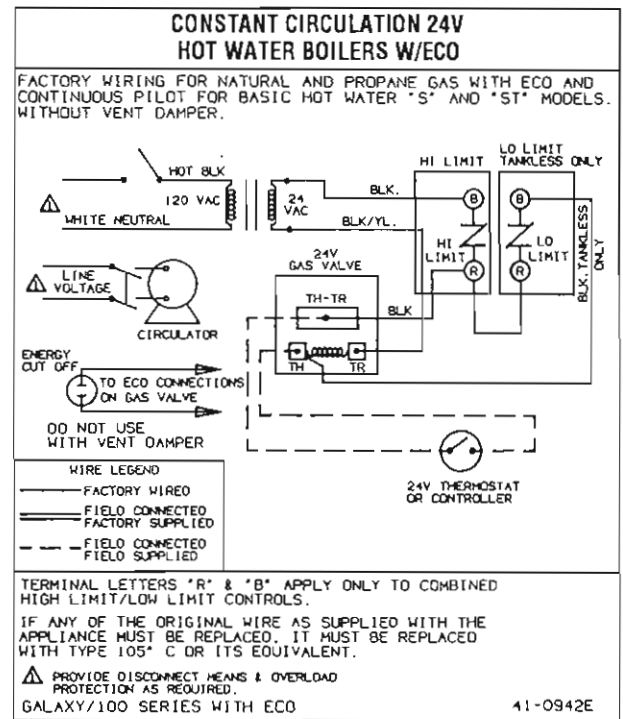 CONSTANT CIRCULATION 24V
HOT WATER BOILERS W/ECO
FACTORY WIRING FOR NATURAL AND PROPANE GAS WITH ECO AND
CONTINUOUS PILOT FOR BASIC HOT WATER "S" AND "ST" MODELS.
WITHOUT VENT DAMPER.
HOT BLK
120 VAC
WHITE NEUTRAL
24
VAC
BLK.
BLK/YL.
HI LIMIT
LO LIMIT
TANKLESS ONLY
B
B
HI
LIMIT
LO
LIMIT
R
R
BLK. TANKLESS
ONLY
LINE
VOLTAGE
CIRCULATOR
24V
GAS VALVE
TH-TR
BLK
TH
TR
ENERGY
CUT OFF
TO ECO CONNECTIONS
ON GAS VALVE
DO NOT USE
WITH VENT DAMPER
24V THERMOSTAT
OR CONTROLLER
WIRE LEGEND
FACTORY WIRED
FIELD CONNECTED
FACTORY SUPPLIED
FIELD CONNECTED
FIELD SUPPLIED
TERMINAL LETTERS "R" & "B" APPLY ONLY TO COMBINED
HIGH LIMIT/LOW LIMIT CONTROLS.
IF ANY OF THE ORIGINAL WIRE AS SUPPLIED WITH THE
APPLIANCE MUST BE REPLACED, IT MUST BE REPLACED
WITH TYPE 105° C OR ITS EQUIVALENT.
PROVIDE DISCONNECT MEANS & OVERLOAD
PROTECTION AS REQUIRED.
GALAXY/100 SERIES WITH ECO
41-0942E